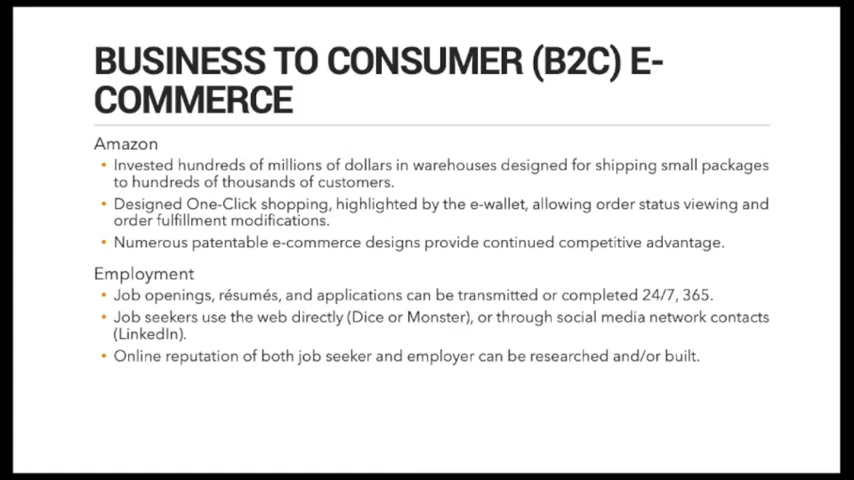 BUSINESS TO CONSUMER (B2C) E-
COMMERCE
Amazon
• Invested hundreds of millions of dollars in warehouses designed for shipping small packages
to hundreds of thousands of customers.
• Designed One-Click shopping, highlighted by the e-wallet, allowing order status viewing and
order fulfillment modifications.
• Numerous patentable e-commerce designs provide continued competitive advantage.
Employment
• Job openings, résumés, and applications can be transmitted or completed 24/7, 365.
• Job seekers use the web directly (Dice or Monster), or through social media network contacts
(LinkedIn).
• Online reputation of both job seeker and employer can be researched and/or built.